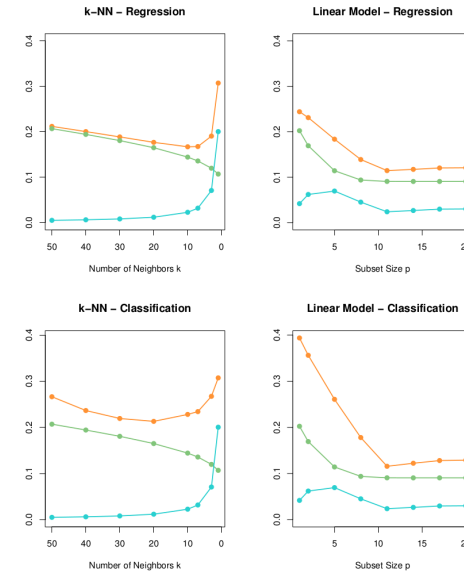 k−NN − Regression
0.0 0.1 0.2 0.3 0.4
50 40 30 20 10 0
Number of Neighbors k
Linear Model − Regression
0.0 0.1 0.2 0.3 0.4
5 10 15 2
Subset Size p
k−NN − Classification
0.0 0.1 0.2 0.3 0.4
50 40 30 20 10 0
Number of Neighbors k
Linear Model − Classification
0.0 0.1 0.2 0.3 0.4
5 10 15 2
Subset Size p